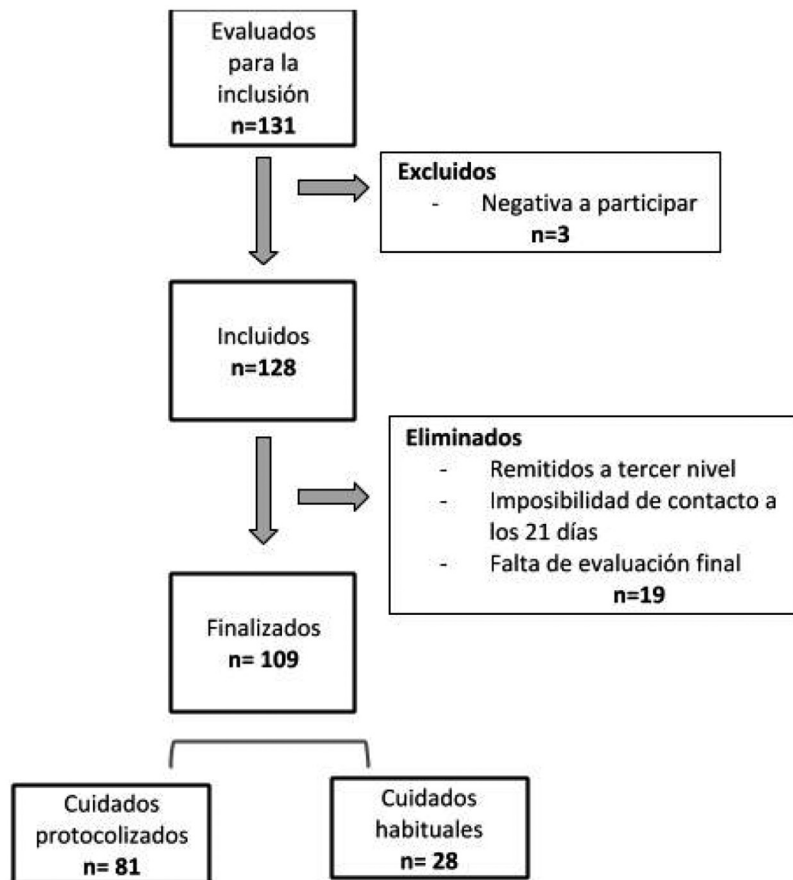 Evaluados
para la
inclusión
n=131
Excluidos
- Negativa a participar
n=3
Incluidos
n=128
Eliminados
- Remitidos a tercer nivel
- Imposibilidad de contacto a
los 21 días
- Falta de evaluación final
n=19
Finalizados
n= 109
Cuidados
protocolizados
n= 81
Cuidados
habituales
n= 28